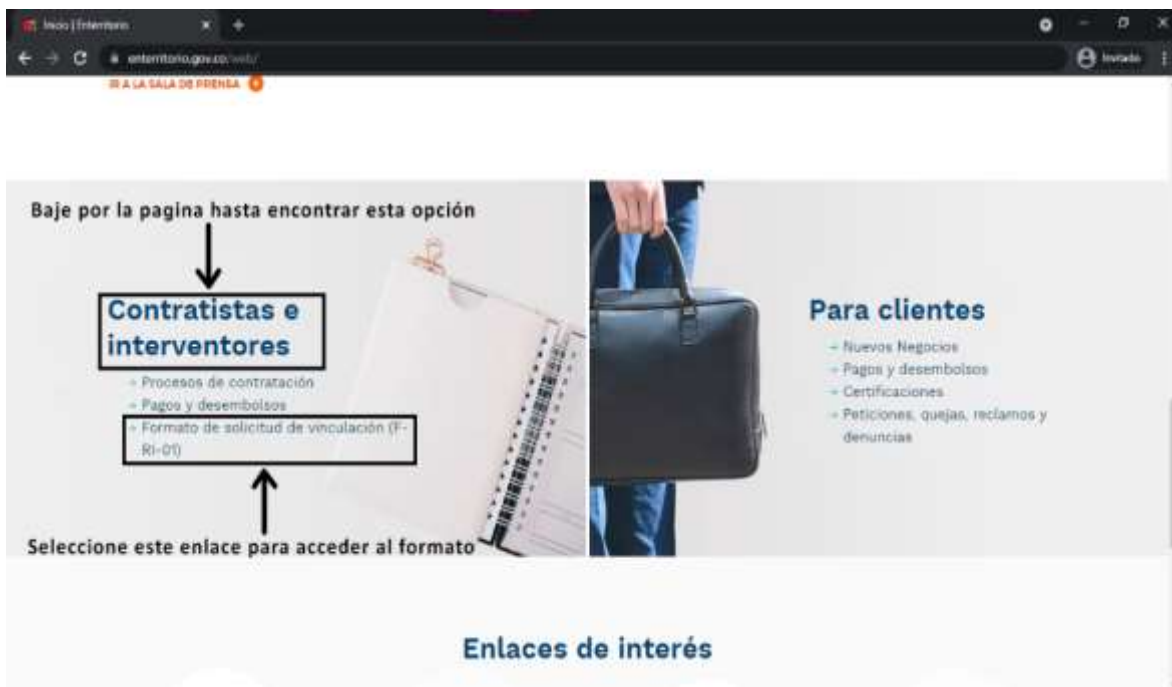 Inicio | Enterritorio
enterritorio.gov.co/web/
Invitado
IR A LA SALA DE PRENSA
Baje por la pagina hasta encontrar esta opción
Contratistas e
interventores
Procesos de contratación
Pagos y desembolsos
Formato de solicitud de vinculación (F-
RI-01)
Seleccione este enlace para acceder al formato
Para clientes
Nuevos Negocios
Pagos y desembolsos
Certificaciones
Peticiones, quejas, reclamos y
denuncias
Enlaces de interés